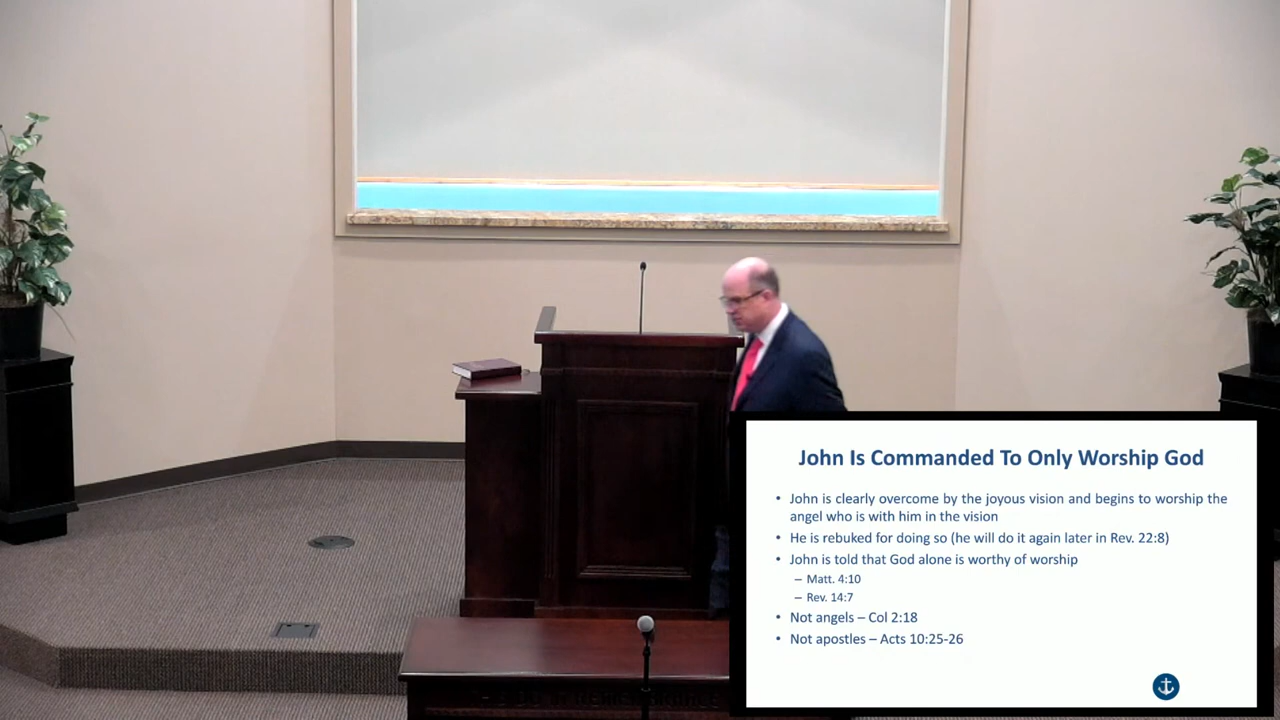 John Is Commanded To Only Worship God
• John is clearly overcome by the joyous vision and begins to worship the
angel who is with him in the vision
• He is rebuked for doing so (he will do it again later in Rev. 22:8)
• John is told that God alone is worthy of worship
– Matt. 4:10
– Rev. 14:7
• Not angels – Col 2:18
• Not apostles – Acts 10:25-26